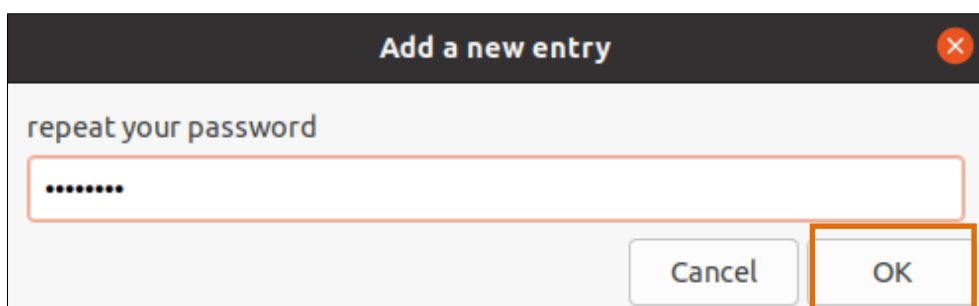 Add a new entry
repeat your password
••••••••
Cancel OK